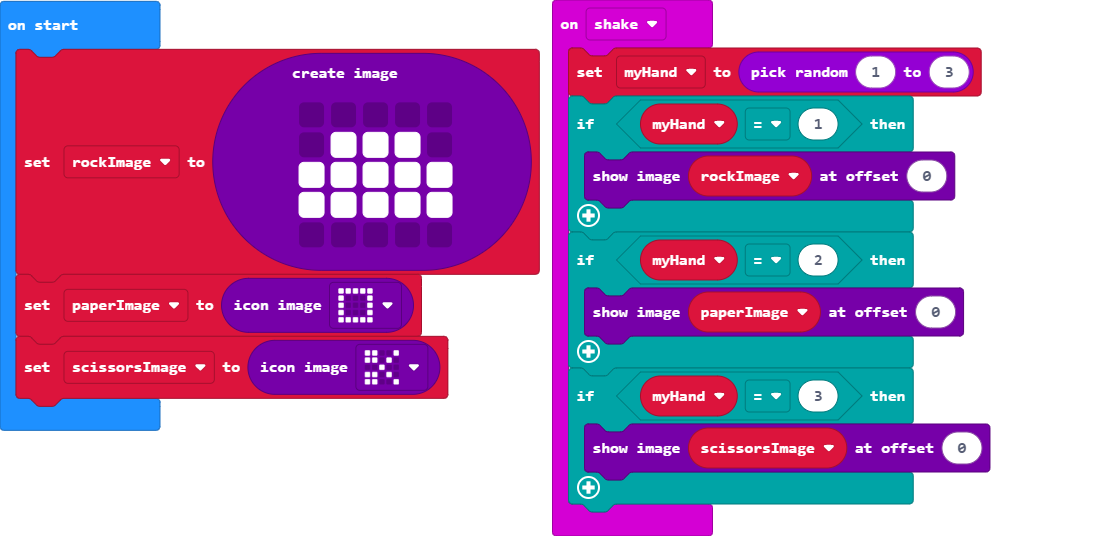 on start
set rockImage to create image
set paperImage to icon image
set scissorsImage to icon image
on shake
set myHand to pick random 1 to 3
if myHand = 1 then
show image rockImage at offset 0
if myHand = 2 then
show image paperImage at offset 0
if myHand = 3 then
show image scissorsImage at offset 0